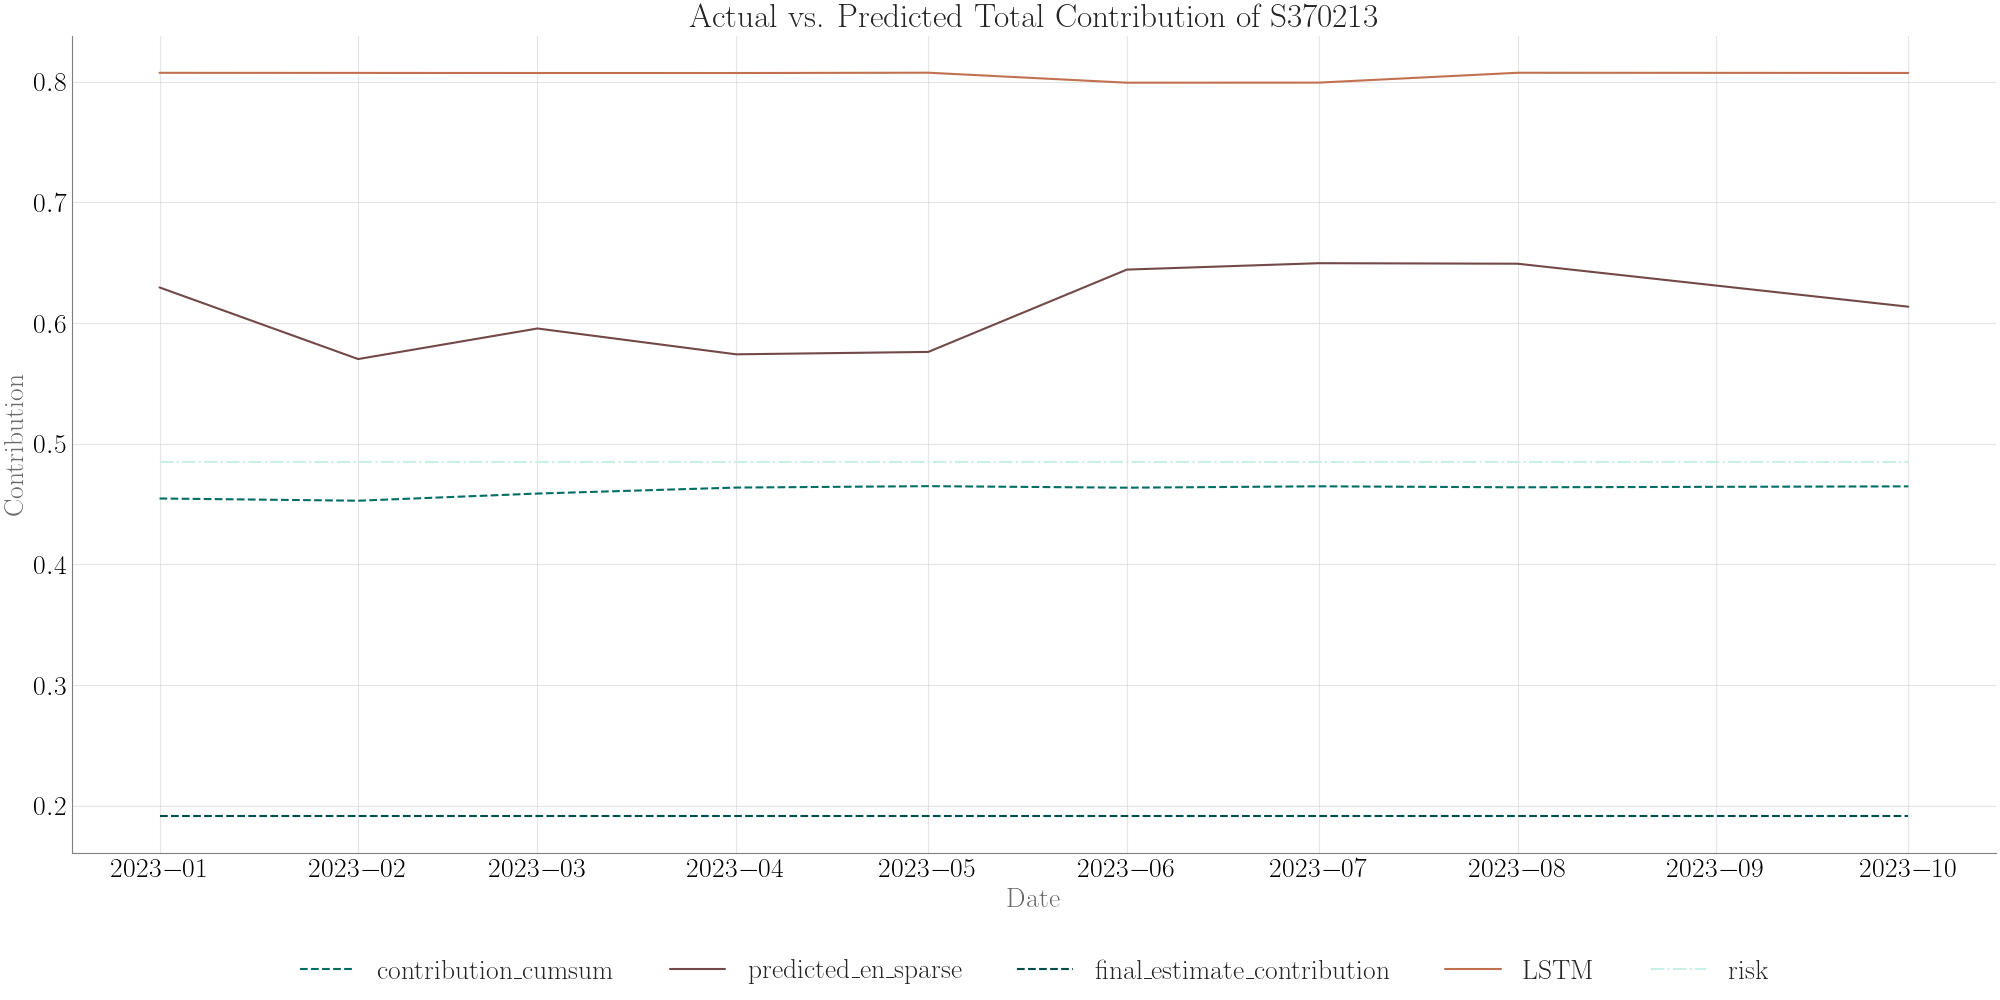 Actual vs. Predicted Total Contribution of S370213
Contribution
0.8
0.7
0.6
0.5
0.4
0.3
0.2
2023−01 2023−02 2023−03 2023−04 2023−05 2023−06 2023−07 2023−08 2023−09 2023−10
Date
contribution_cumsum predicted_en_sparse final_estimate_contribution LSTM risk